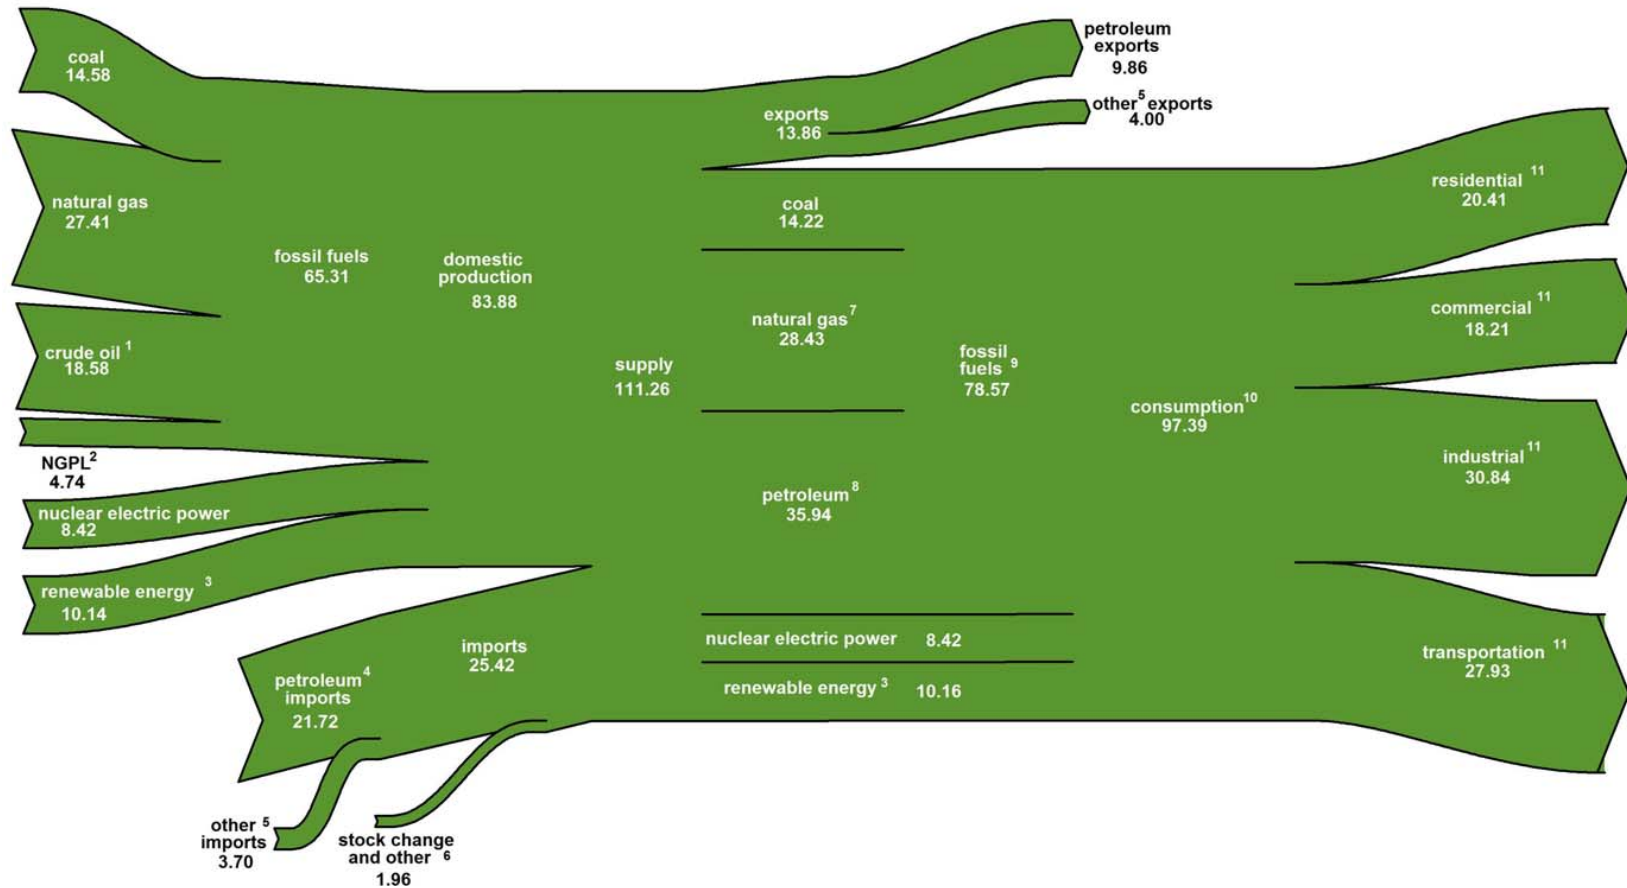 coal
14.58
natural gas
27.41
crude oil 1
18.58
NGPL2
4.74
nuclear electric power
8.42
renewable energy 3
10.14
fossil fuels
65.31
domestic
production
83.88
petroleum4
imports
21.72
other 5
imports
3.70
imports
25.42
stock change
and other 6
1.96
supply
111.26
exports
13.86
petroleum
exports
9.86
other5 exports
4.00
coal
14.22
natural gas7
28.43
petroleum8
35.94
nuclear electric power 8.42
renewable energy 3 10.16
fossil
fuels 9
78.57
consumption10
97.39
residential 11
20.41
commercial 11
18.21
industrial 11
30.84
transportation 11
27.93